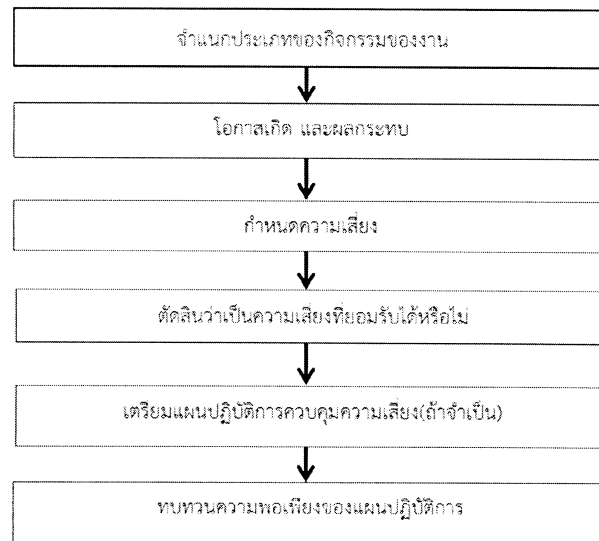 จำแนกประเภทของกิจกรรมของงาน
โอกาสเกิด และผลกระทบ
กำหนดความเสี่ยง
ตัดสินว่าเป็นความเสี่ยงที่ยอมรับได้หรือไม่
เตรียมแผนปฏิบัติการควบคุมความเสี่ยง(ถ้าจำเป็น)
ทบทวนความพอเพียงของแผนปฏิบัติการ